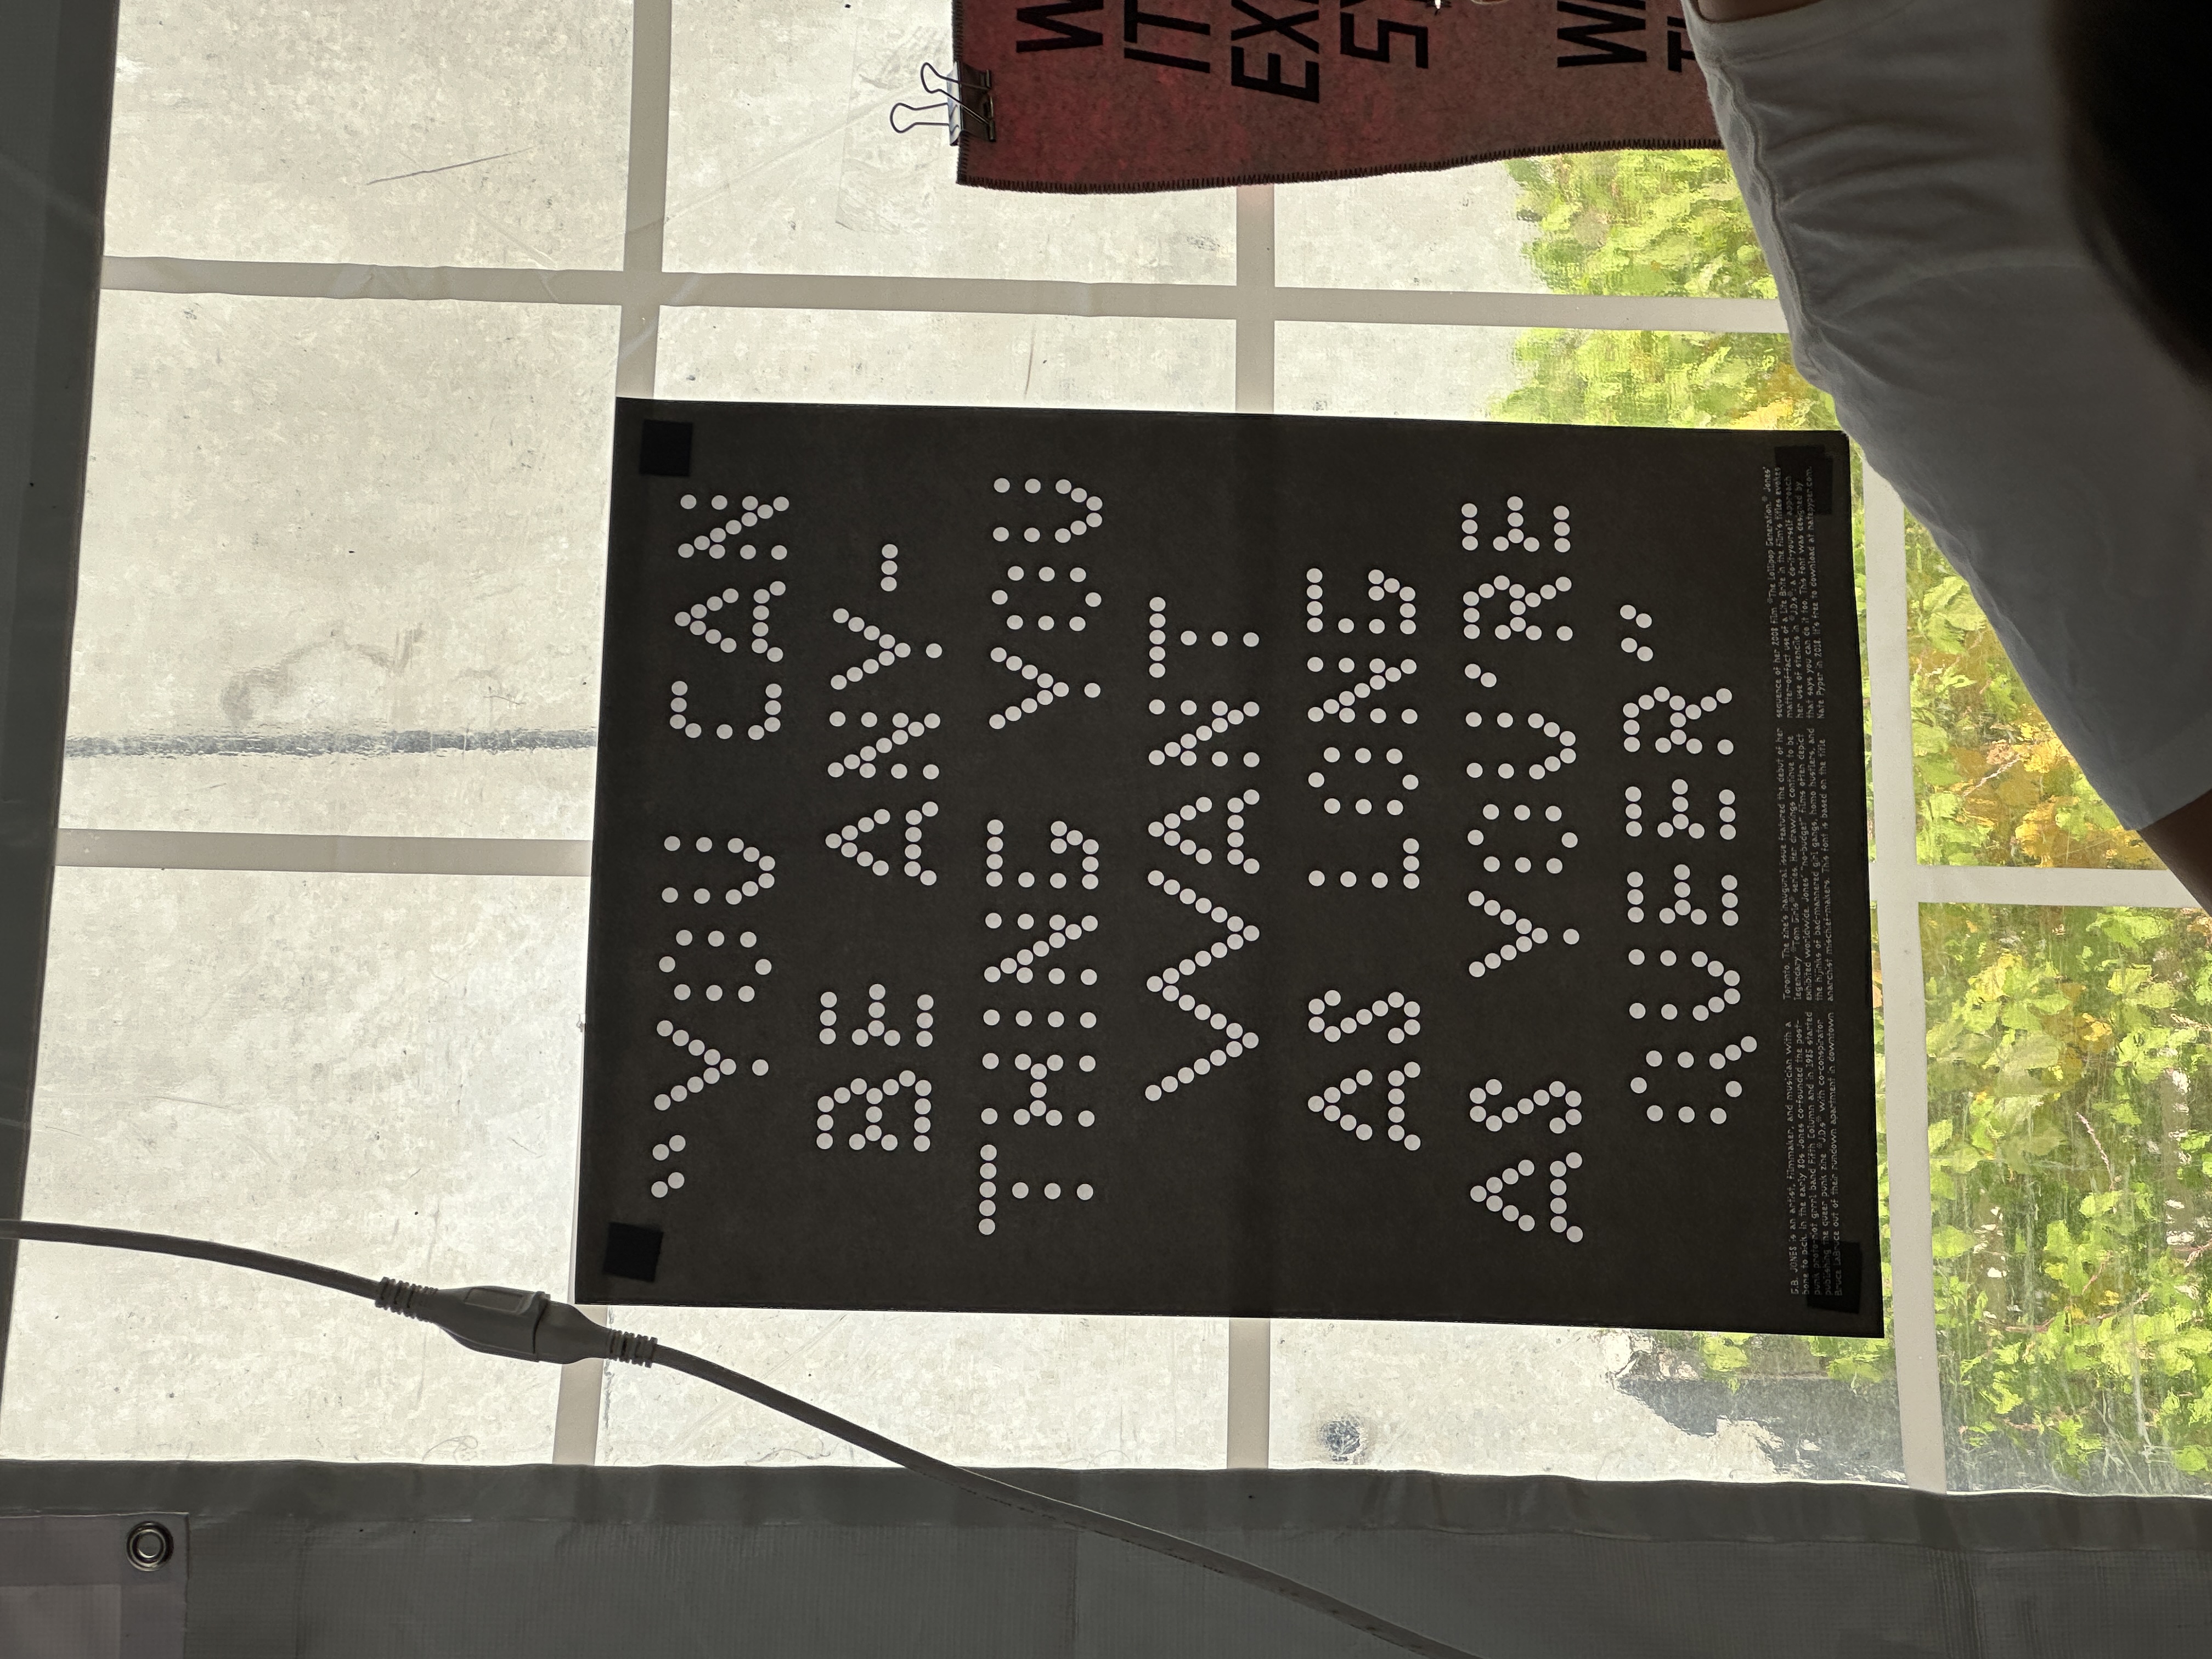 “YOU CAN
BE ANY-
THING YOU
WANT
AS LONG
AS YOU'RE
QUEER”
G.B. JONES is an artist, filmmaker, and musician with a
bone to pick. In the early 80s Jones co-founded the post-
punk proto-riot grrrl band Fifth Column and in 1985 started
publishing the queer punk zine “J.D.s” with co-conspirator
Bruce LaBruce out of their rundown apartment in downtown
Toronto. The zine's inaugural issue featured the debut of her
legendary “Tom Girls” series. Her drawings continue to be
exhibited worldwide. Jones' “no-budget” films often depict
the hijinks of bad-mannered girl gangs, homo hustlers, and
anarchist mischief-makers. This font is based on the title
sequence of her 2008 film “The Lollipop Generation.” Jones'
matter-of-fact use of a Lite Brite in the film's titles evokes
her use of stencils in “J.D.s”: a do-it-yourself approach
that says you can do it too. This font was designed by
Nate Pyper in 2018. It's free to download at natepyper.com.
W
IT
EX